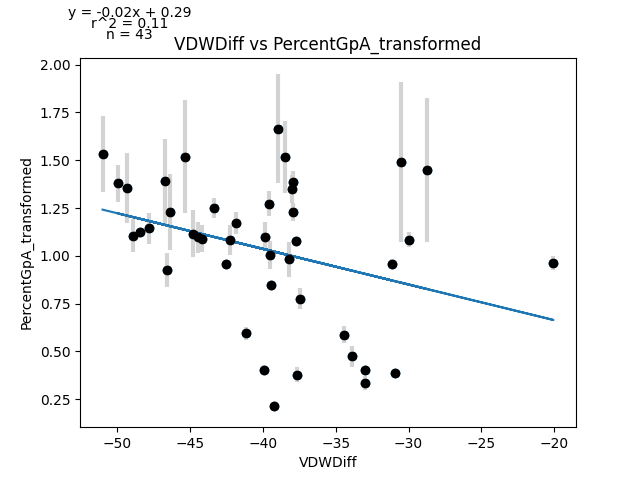 y = -0.02x + 0.29
r^2 = 0.11
n = 43
VDWDiff vs PercentGpA_transformed
2.00
1.75
1.50
1.25
1.00
0.75
0.50
0.25
PercentGpA_transformed
−50 −45 −40 −35 −30 −25 −20
VDWDiff